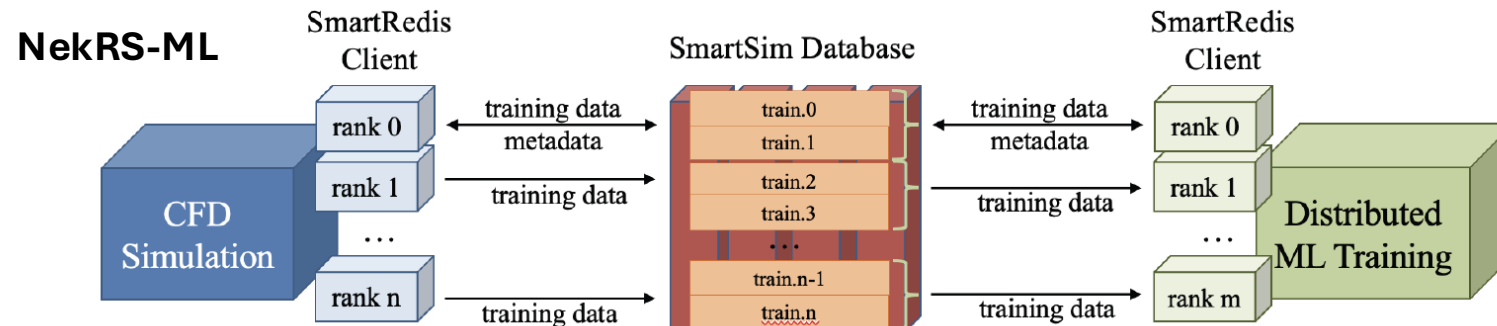 NekRS-ML
SmartRedis
Client
rank 0
rank 1
...
rank n
CFD
Simulation
training data
metadata
training data
training data
SmartSim Database
train.0
train.1
train.2
train.3
...
train.n-1
train.n
training data
metadata
training data
training data
SmartRedis
Client
rank 0
rank 1
...
rank m
Distributed
ML Training